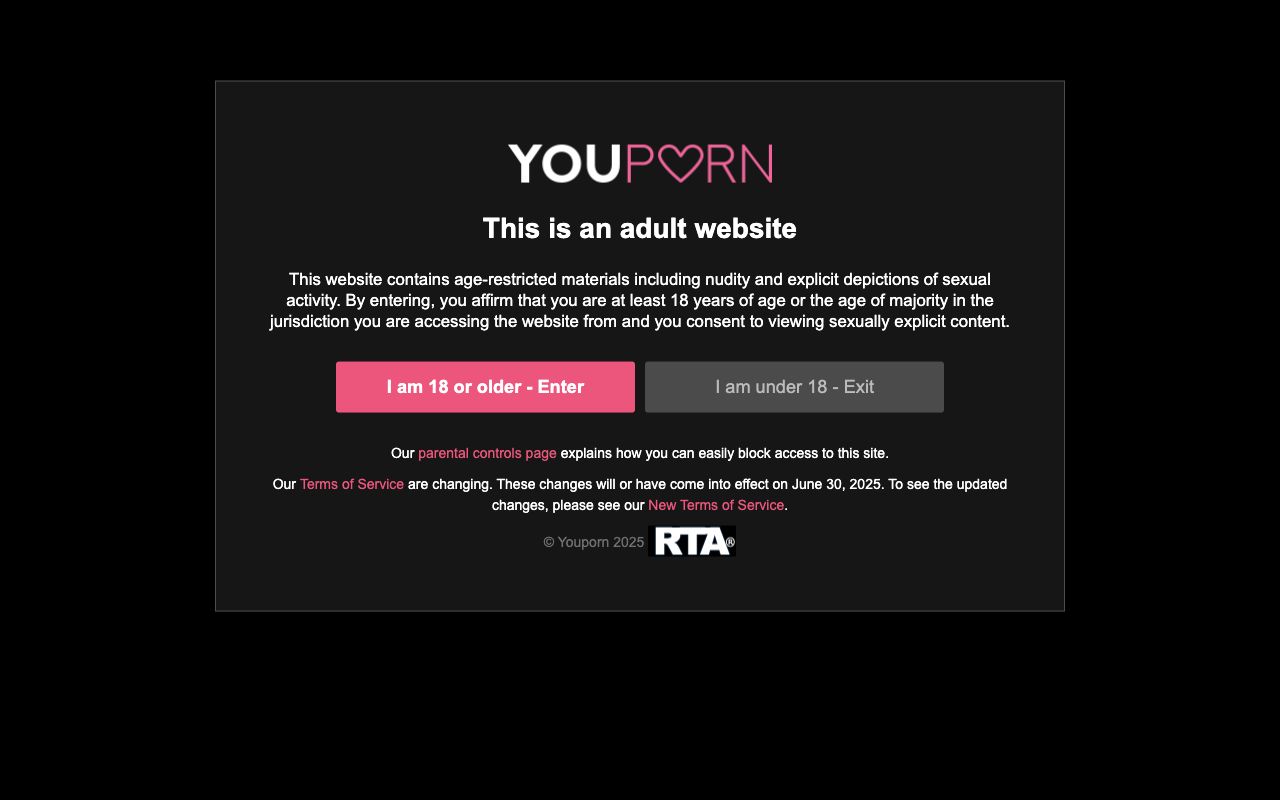 YOUPORN
This is an adult website
This website contains age-restricted materials including nudity and explicit depictions of sexual
activity. By entering, you affirm that you are at least 18 years of age or the age of majority in the
jurisdiction you are accessing the website from and you consent to viewing sexually explicit content.
I am 18 or older - Enter
I am under 18 - Exit
Our parental controls page explains how you can easily block access to this site.
Our Terms of Service are changing. These changes will or have come into effect on June 30, 2025. To see the updated
changes, please see our New Terms of Service.
© Youporn 2025 RTA®